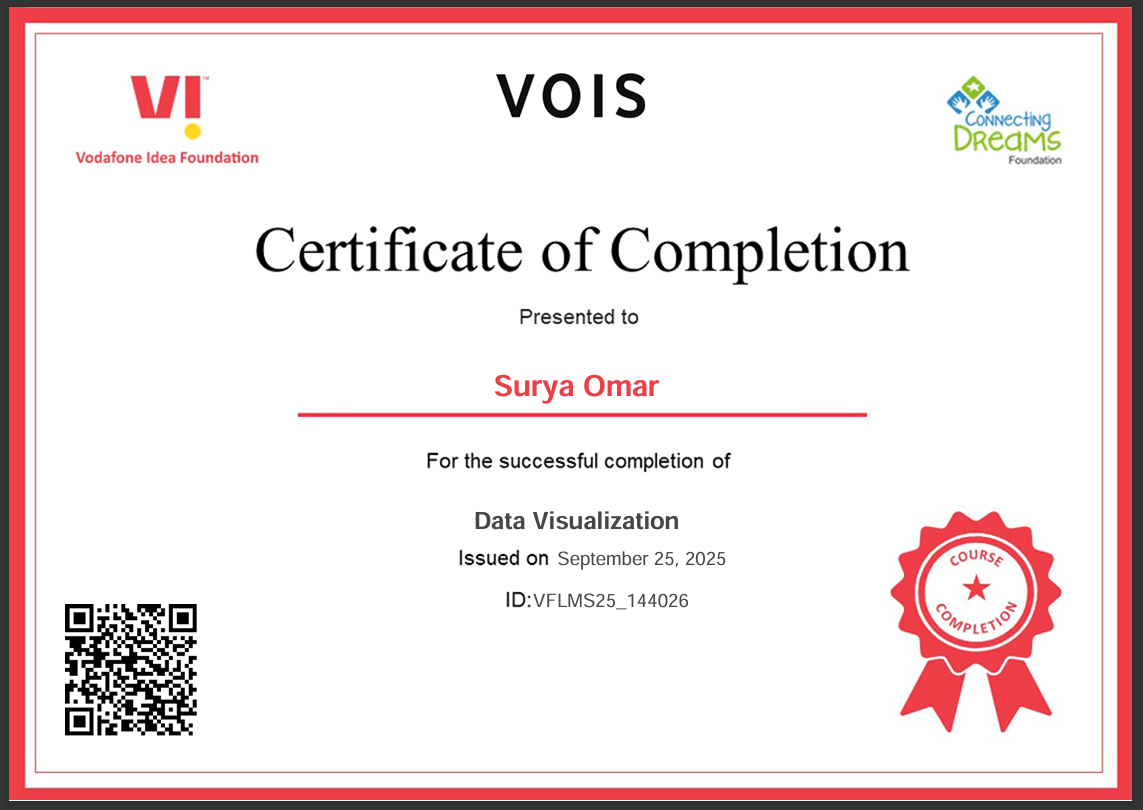 VI™
Vodafone Idea Foundation
VOIS
Connecting
Dreams
Foundation
Certificate of Completion
Presented to
Surya Omar
For the successful completion of
Data Visualization
Issued on September 25, 2025
ID:VFLMS25_144026
COURSE
COMPLETION